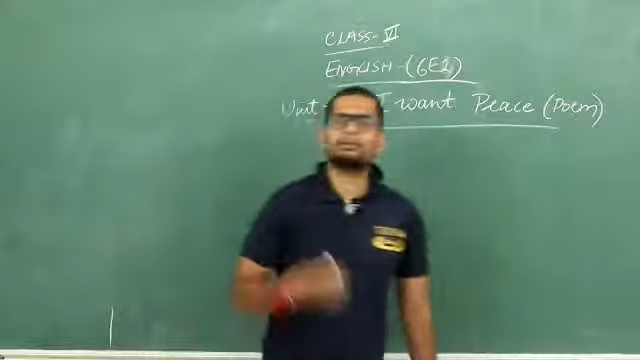 CLASS - VI
ENGLISH - (6E2)
Unit I want Peace (Poem)